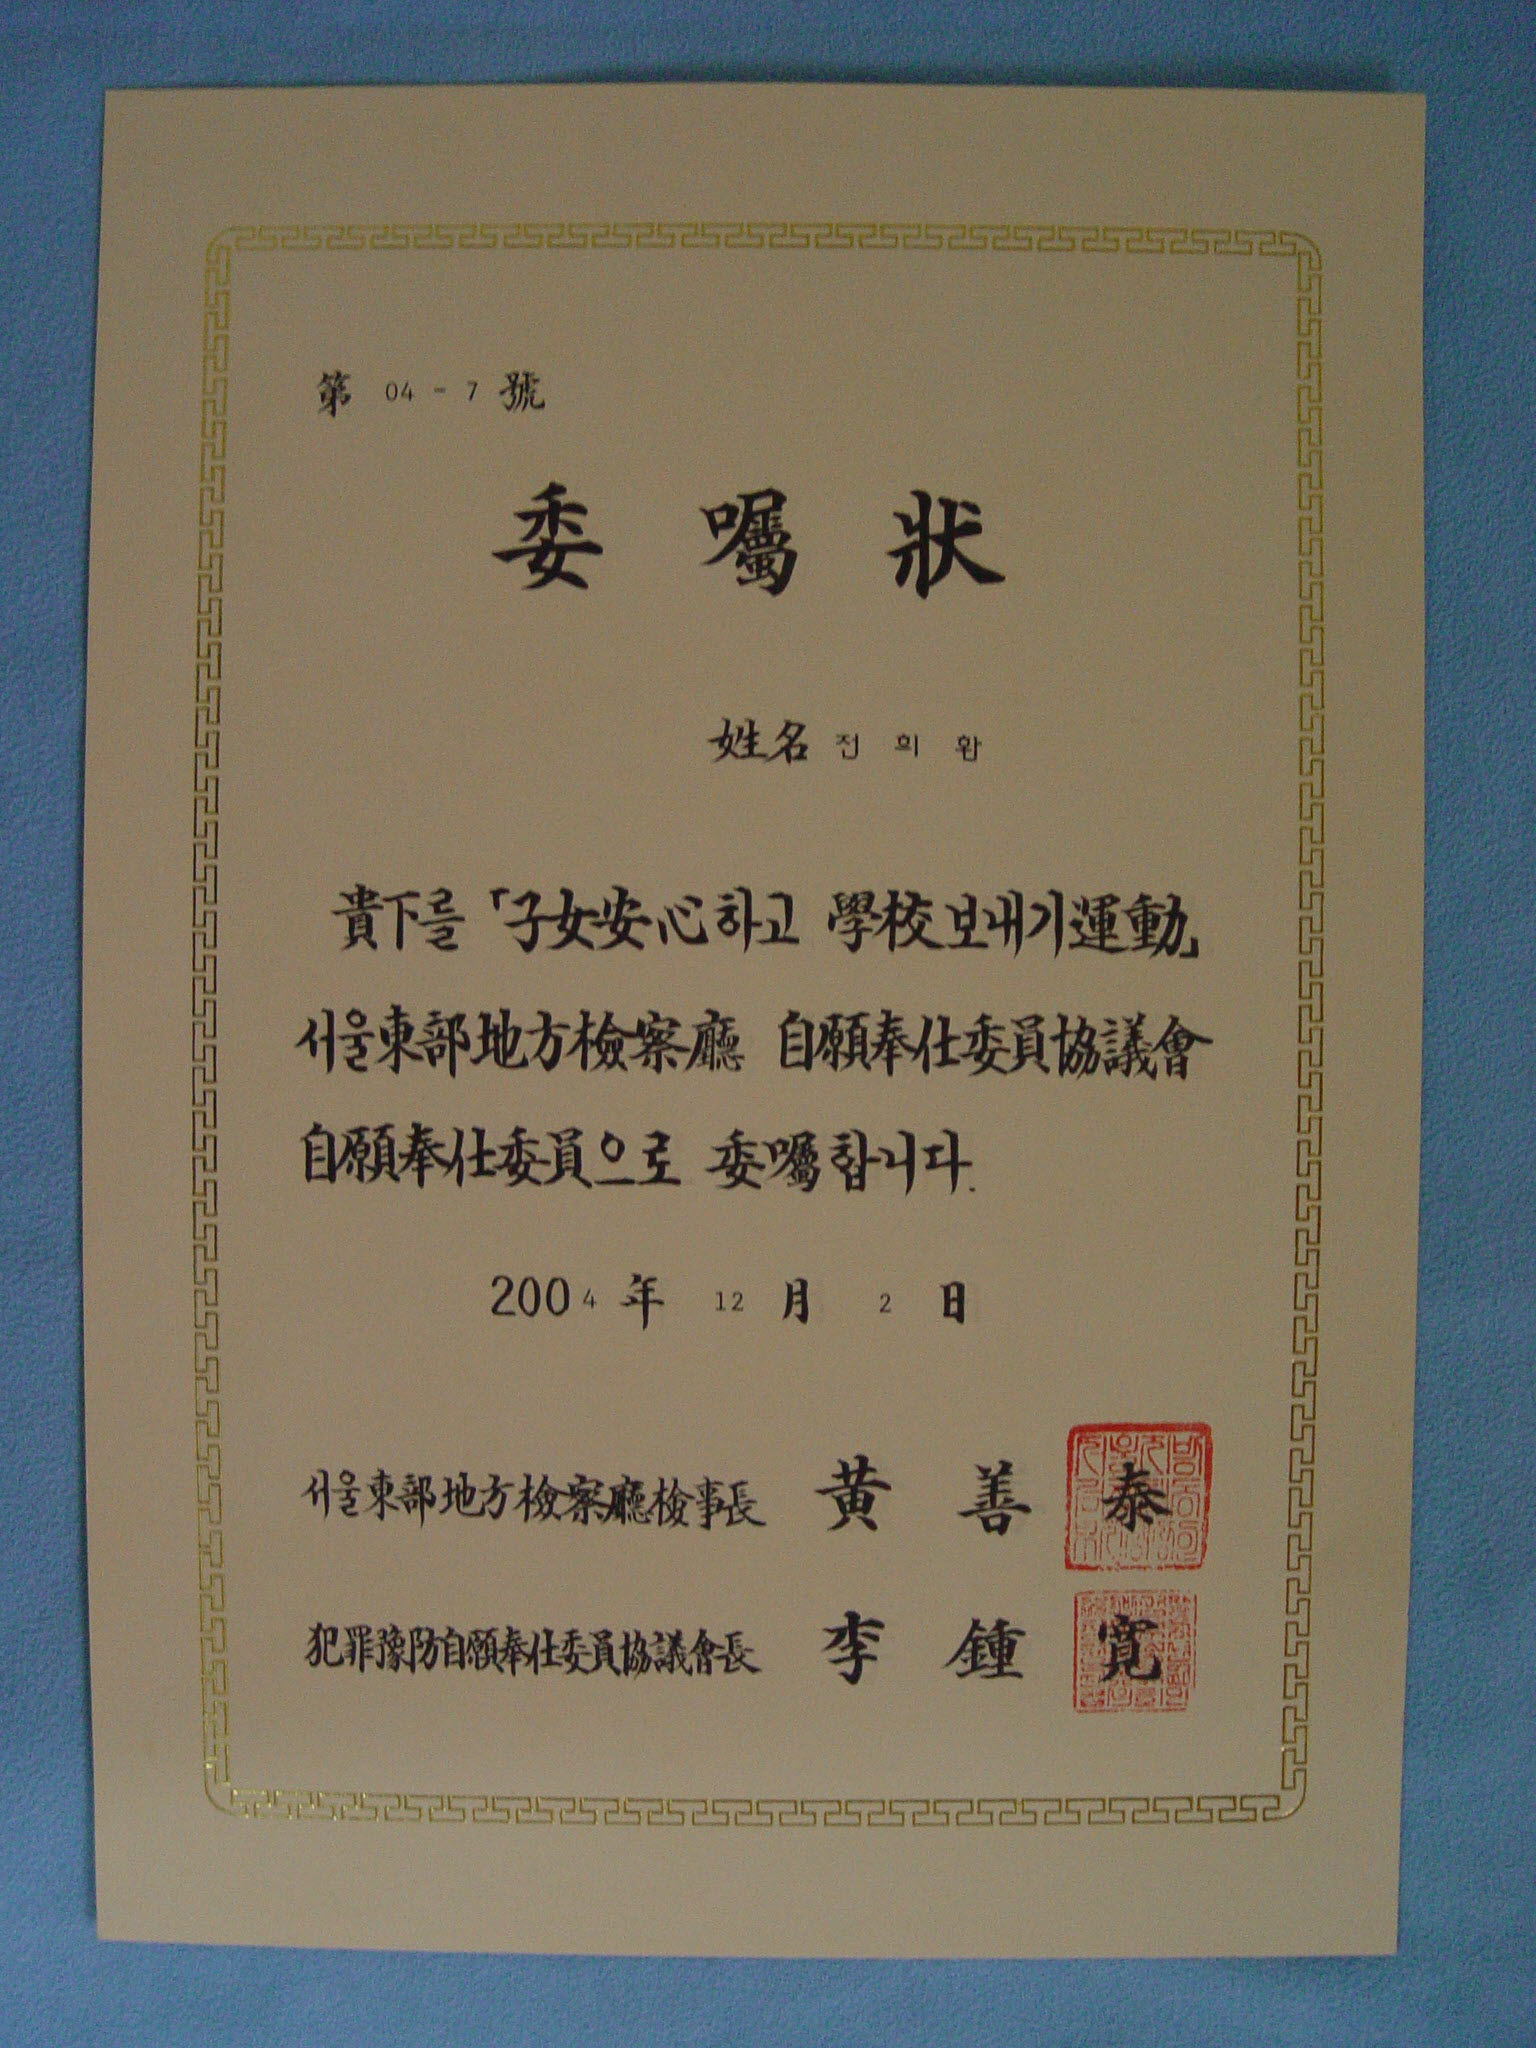 第 04 - 7 號
委囑狀
姓名 전 희 환
貴下를 「子女安心하고 學校보내기運動」
서울東部地方檢察廳 自願奉仕委員協議會
自願奉仕委員으로 委囑합니다.
2004 年 12 月 2 日
서울東部地方檢察廳檢事長 黄善泰
犯罪豫防自願奉仕委員協議會長 李鍾寬